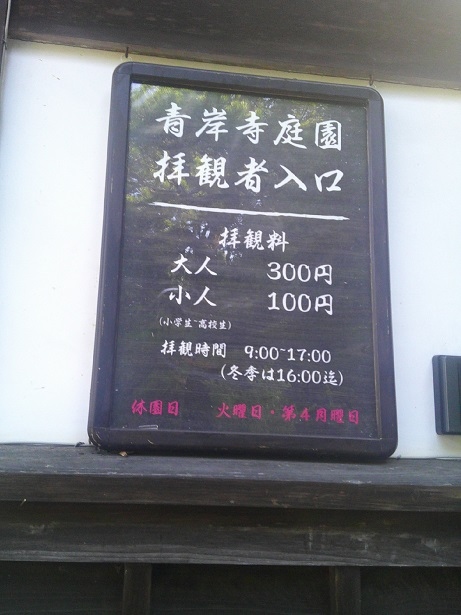 青岸寺庭園
拝観者入口
拝観料
大人 300円
小人 100円
(小学生~高校生)
拝観時間 9:00~17:00
(冬季は16:00迄)
休園日 火曜日・第4月曜日